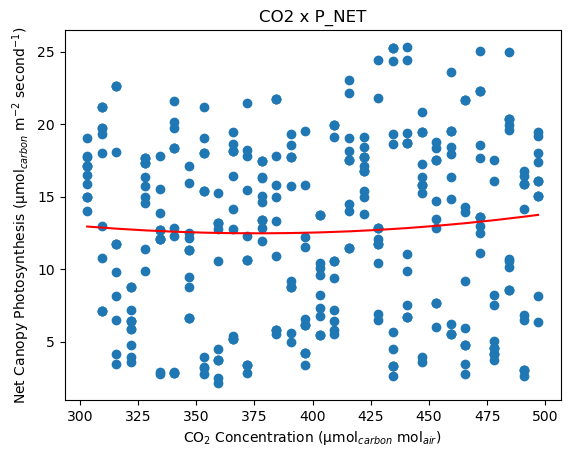 CO2 x P_NET
Net Canopy Photosynthesis (μmol_carbon m⁻² second⁻¹)
25
20
15
10
5
300 325 350 375 400 425 450 475 500
CO₂ Concentration (μmol_carbon mol_air)